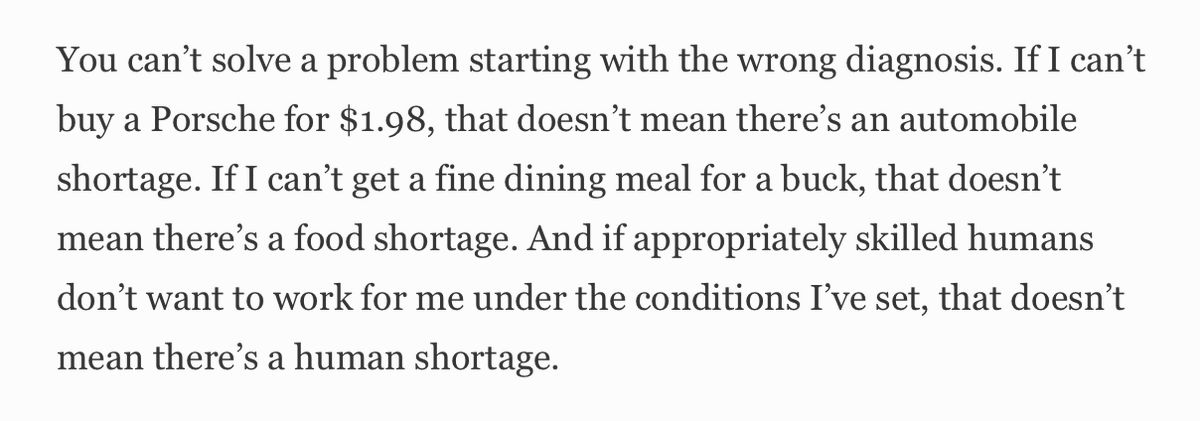 You can’t solve a problem starting with the wrong diagnosis. If I can’t
buy a Porsche for $1.98, that doesn’t mean there’s an automobile
shortage. If I can’t get a fine dining meal for a buck, that doesn’t
mean there’s a food shortage. And if appropriately skilled humans
don’t want to work for me under the conditions I’ve set, that doesn’t
mean there’s a human shortage.